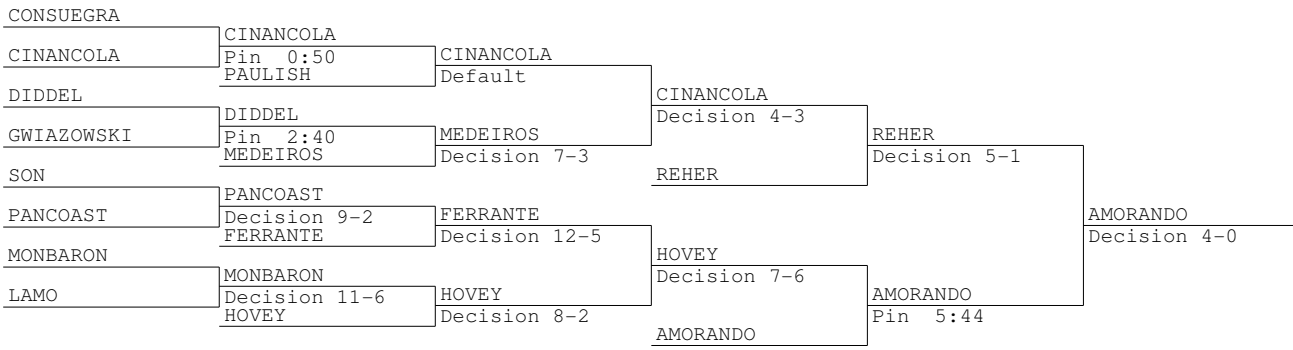 CONSUEGRA
CINANCOLA
CINANCOLA
Pin 0:50
CINANCOLA
PAULISH
Default
DIDDEL
CINANCOLA
DIDDEL
Decision 4-3
GWIAZOWSKI
Pin 2:40
MEDEIROS
REHER
MEDEIROS
Decision 7-3
Decision 5-1
SON
REHER
PANCOAST
PANCOAST
Decision 9-2
FERRANTE
AMORANDO
FERRANTE
Decision 12-5
Decision 4-0
MONBARON
HOVEY
MONBARON
Decision 7-6
LAMO
Decision 11-6
HOVEY
AMORANDO
HOVEY
Decision 8-2
Pin 5:44
AMORANDO